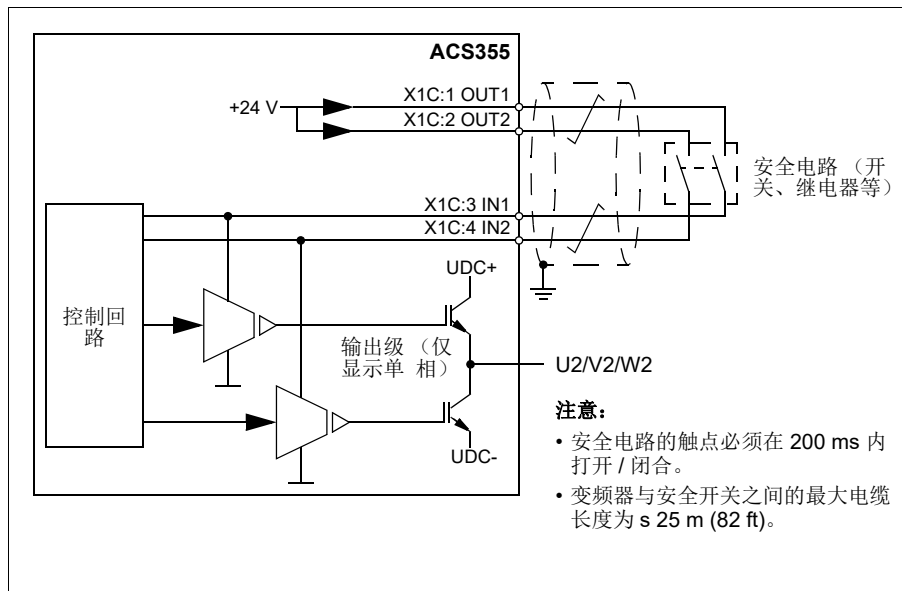 ACS355
X1C:1 OUT1
+24 V
X1C:2 OUT2
安全电路 （开
关、继电器等）
X1C:3 IN1
X1C:4 IN2
UDC+
控制回
路
输出级 （仅
显示单 相）
U2/V2/W2
UDC-
注意：
• 安全电路的触点必须在 200 ms 内
打开 / 闭合。
• 变频器与安全开关之间的最大电缆
长度为 s 25 m (82 ft)。